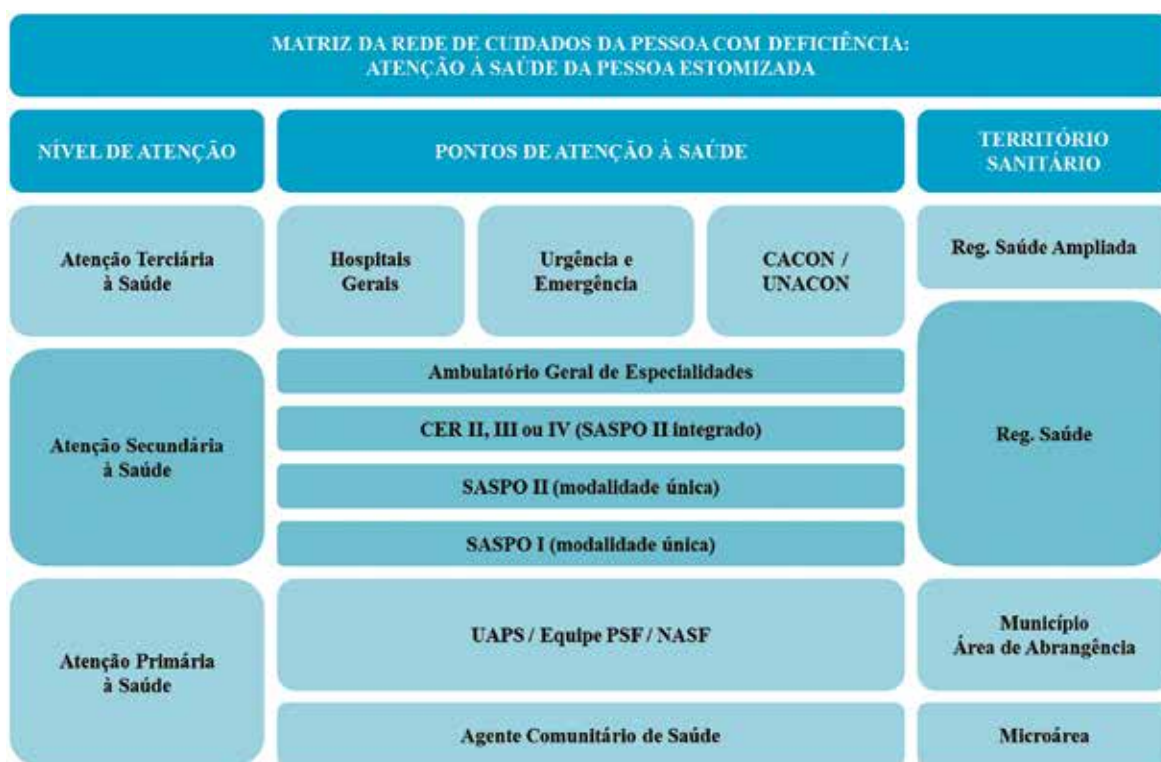 MATRIZ DA REDE DE CUIDADOS DA PESSOA COM DEFICIÊNCIA:
ATENÇÃO À SAÚDE DA PESSOA ESTOMIZADA
NÍVEL DE ATENÇÃO
PONTOS DE ATENÇÃO À SAÚDE
TERRITÓRIO
SANITÁRIO
Atenção Terciária
à Saúde
Hospitais
Gerais
Urgência e
Emergência
CACON /
UNACON
Reg. Saúde Ampliada
Atenção Secundária
à Saúde
Ambulatório Geral de Especialidades
CER II, III ou IV (SASPO II integrado)
SASPO II (modalidade única)
SASPO I (modalidade única)
Reg. Saúde
Atenção Primária
à Saúde
UAPS / Equipe PSF / NASF
Município
Área de Abrangência
Agente Comunitário de Saúde
Microárea